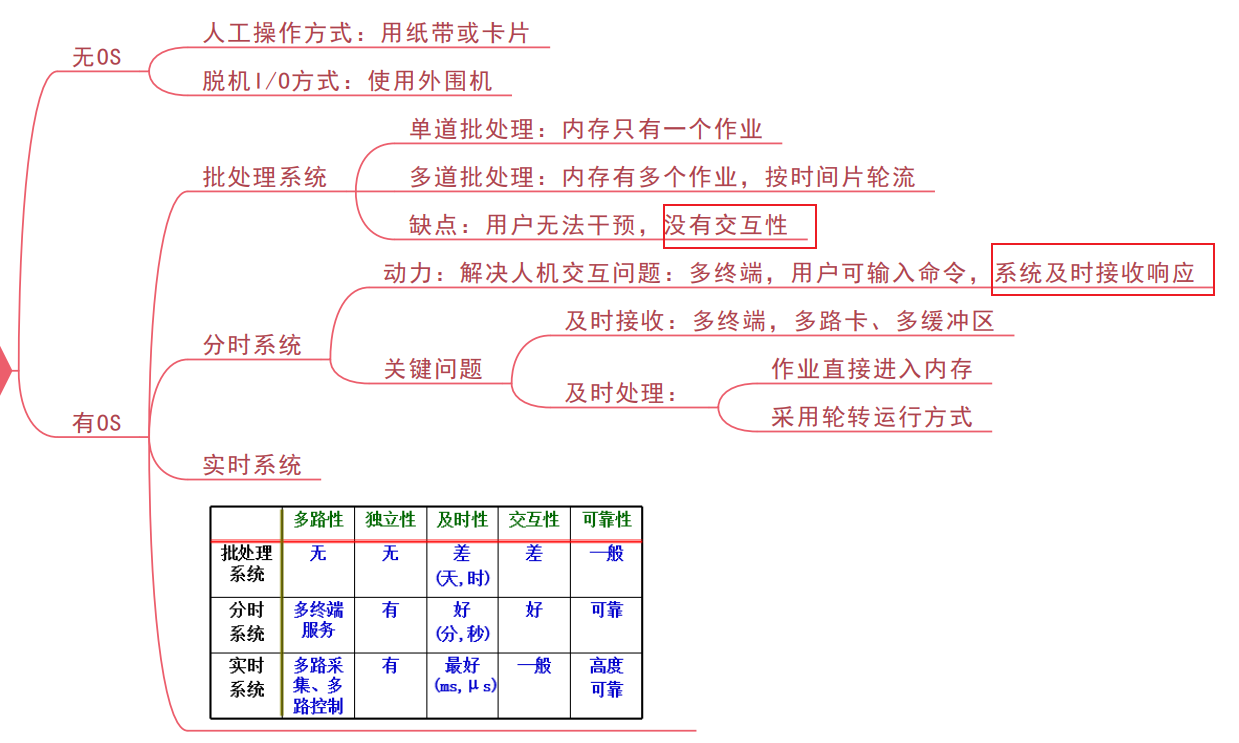 无OS
人工操作方式：用纸带或卡片
脱机I/O方式：使用外围机
有OS
批处理系统
单道批处理：内存只有一个作业
多道批处理：内存有多个作业，按时间片轮流
缺点：用户无法干预，没有交互性
分时系统
动力：解决人机交互问题：多终端，用户可输入命令，系统及时接收响应
关键问题
及时接收：多终端，多路卡、多缓冲区
及时处理：
作业直接进入内存
采用轮转运行方式
实时系统
多路性 独立性 及时性 交互性 可靠性
批处理 无 无 差 差 一般
系统 (天,时)
分时 多终端 有 好 好 可靠
系统 服务 (分,秒)
实时 多路采 有 最好 一般 高度
系统 集、多 (ms,μs) 可靠
路控制